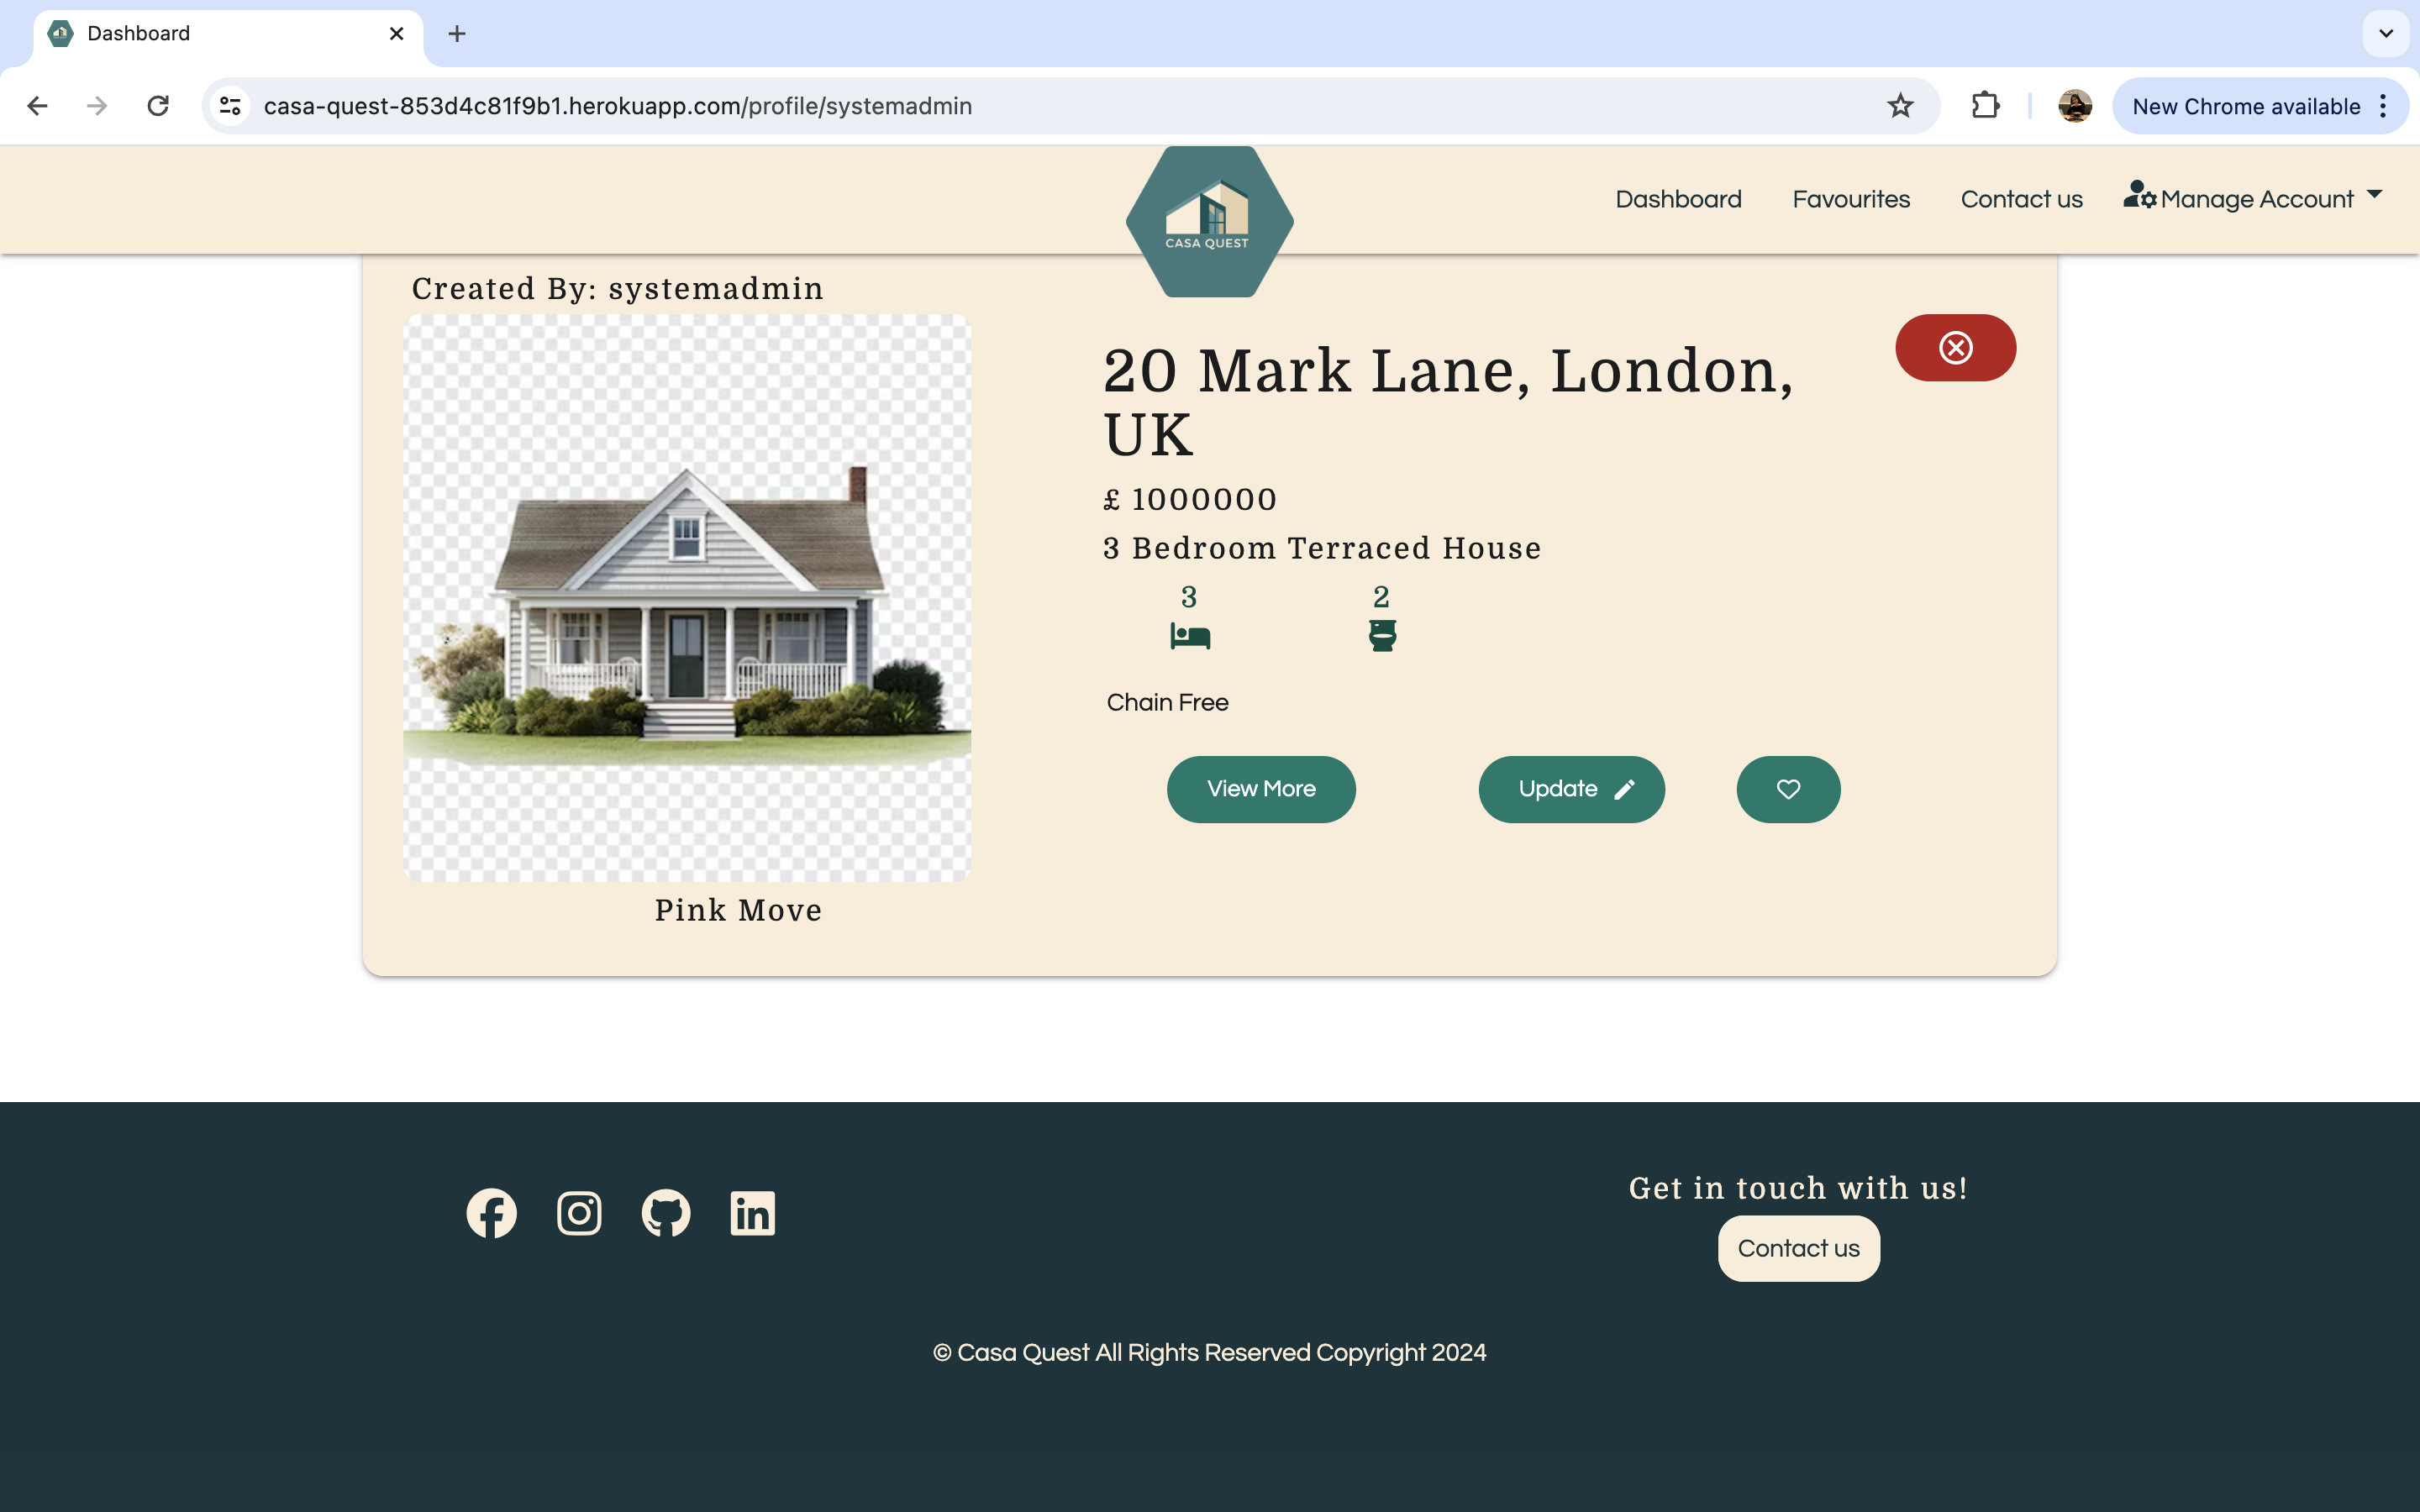 Dashboard
casa-quest-853d4c81f9b1.herokuapp.com/profile/systemadmin
New Chrome available
CASA QUEST
Dashboard
Favourites
Contact us
Manage Account
Created By: systemadmin
20 Mark Lane, London,
UK
£ 1000000
3 Bedroom Terraced House
3
2
Chain Free
View More
Update
Pink Move
Get in touch with us!
Contact us
© Casa Quest All Rights Reserved Copyright 2024